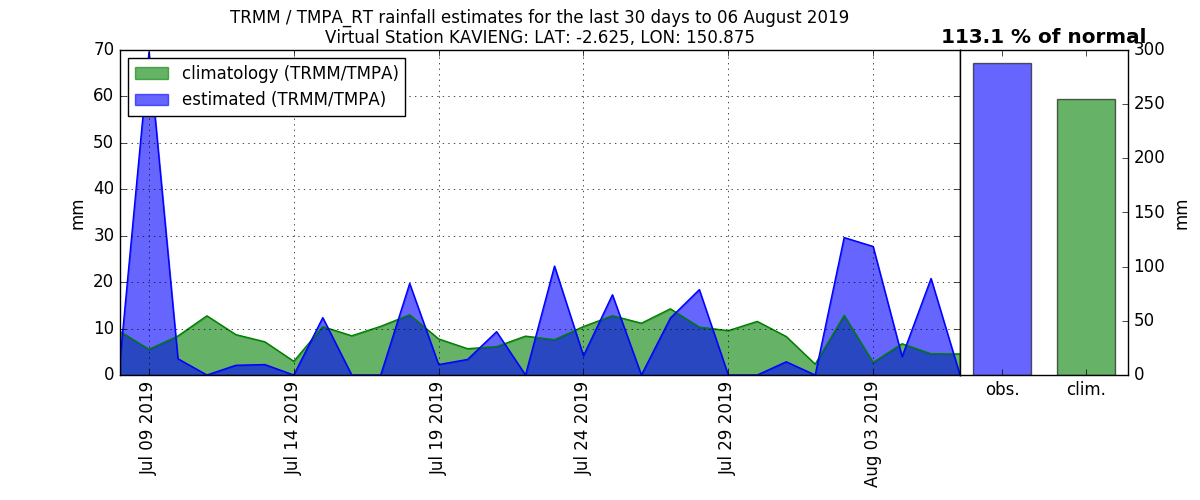 TRMM / TMPA_RT rainfall estimates for the last 30 days to 06 August 2019
Virtual Station KAVIENG: LAT: -2.625, LON: 150.875
113.1 % of normal
climatology (TRMM/TMPA)
estimated (TRMM/TMPA)
70
60
50
40
30
20
10
0
mm
Jul 09 2019
Jul 14 2019
Jul 19 2019
Jul 24 2019
Jul 29 2019
Aug 03 2019
obs.
clim.
300
250
200
150
100
50
0
mm